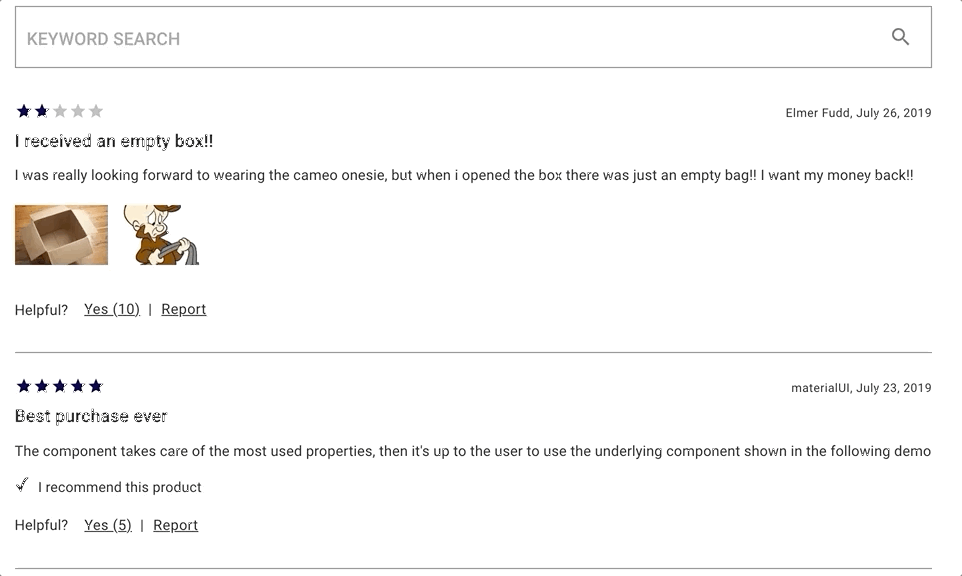 KEYWORD SEARCH
Elmer Fudd, July 26, 2019
I received an empty box!!
I was really looking forward to wearing the cameo onesie, but when i opened the box there was just an empty bag!! I want my money back!!
Helpful? Yes (10) | Report
materialUI, July 23, 2019
Best purchase ever
The component takes care of the most used properties, then it's up to the user to use the underlying component shown in the following demo
✓ I recommend this product
Helpful? Yes (5) | Report